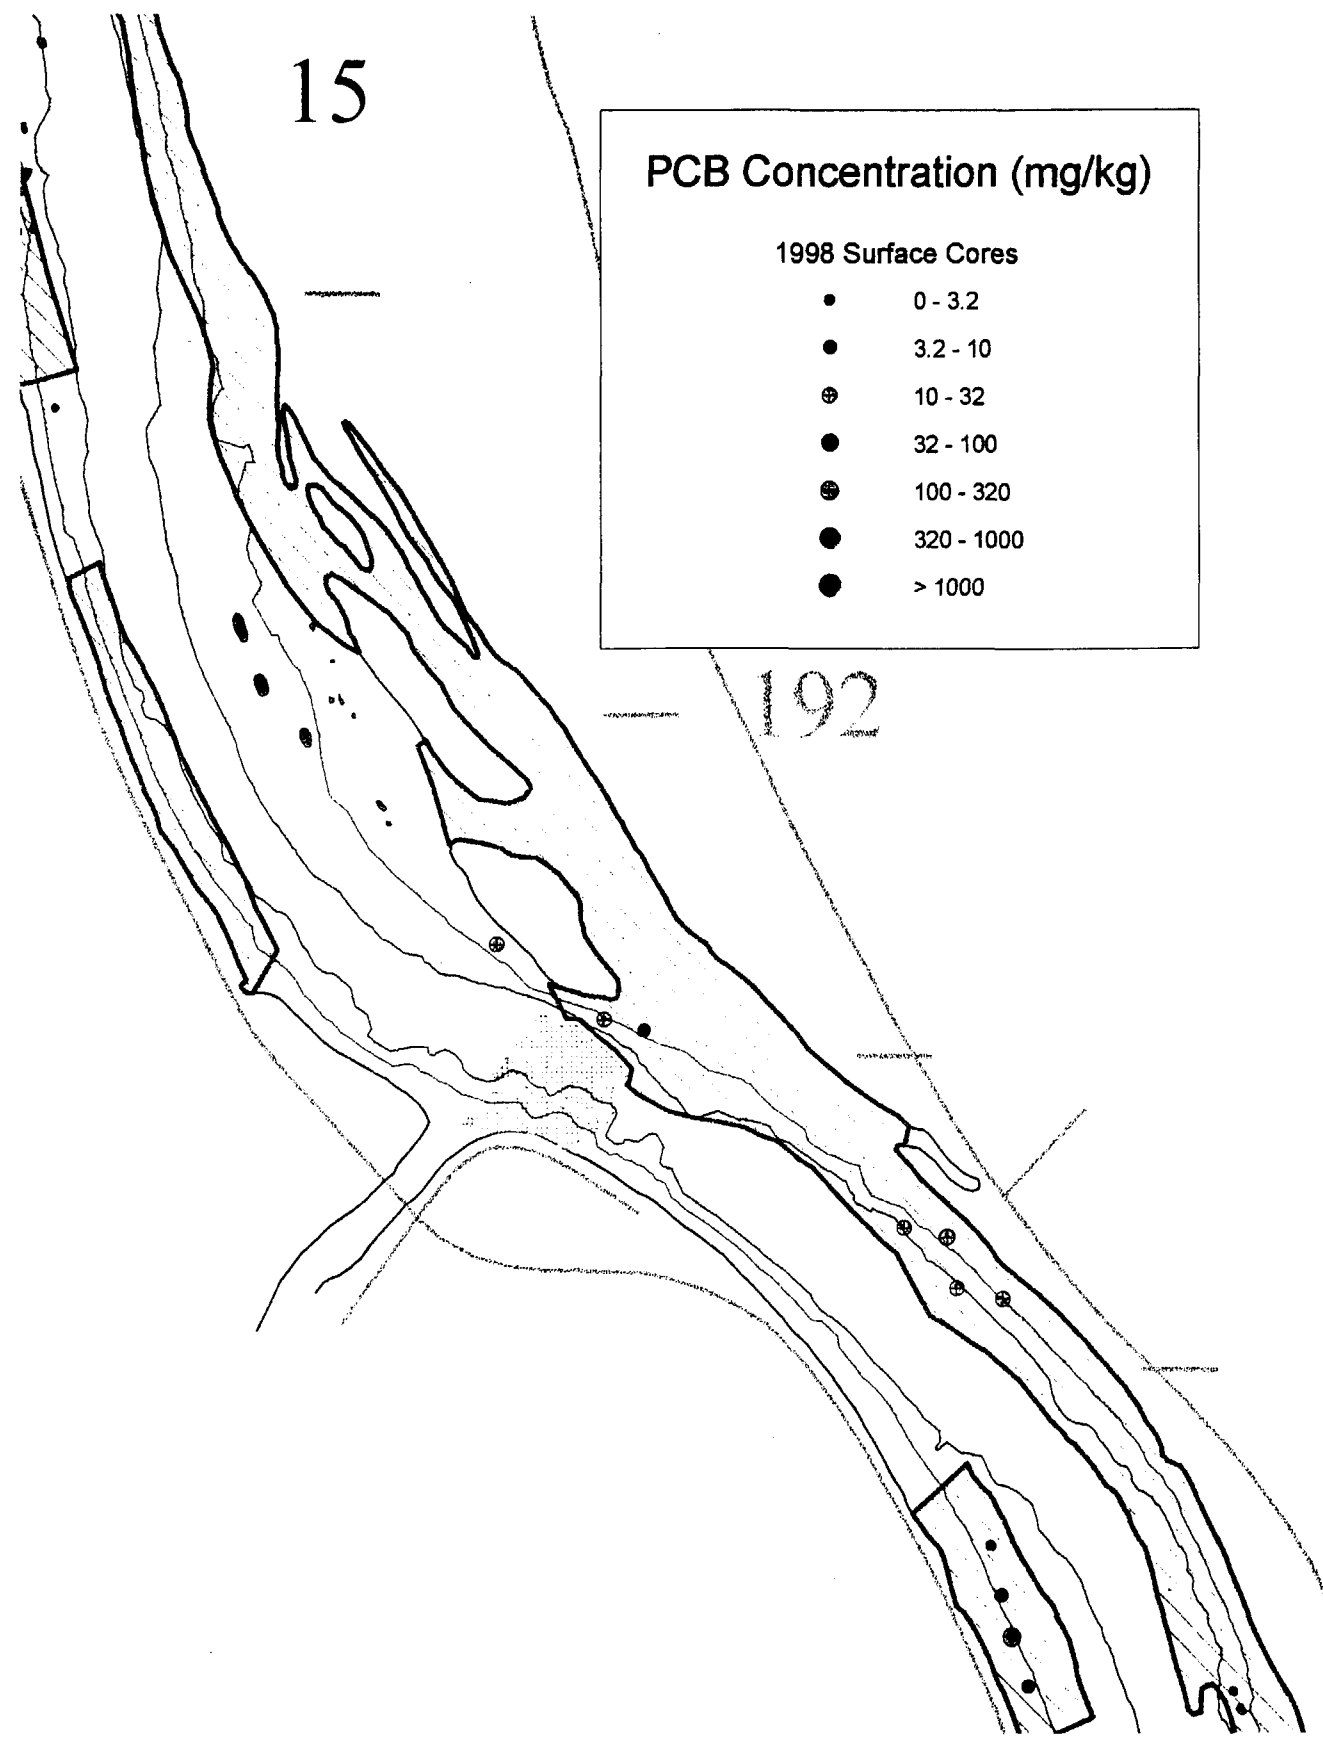 15
PCB Concentration (mg/kg)
1998 Surface Cores
0 - 3.2
3.2 - 10
10 - 32
32 - 100
100 - 320
320 - 1000
> 1000
192